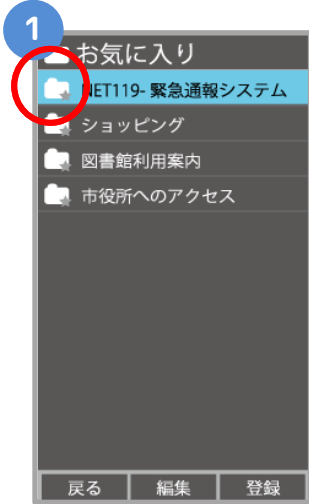 1
お気に入り
NET119- 緊急通報システム
ショッピング
図書館利用案内
市役所へのアクセス
戻る 編集 登録